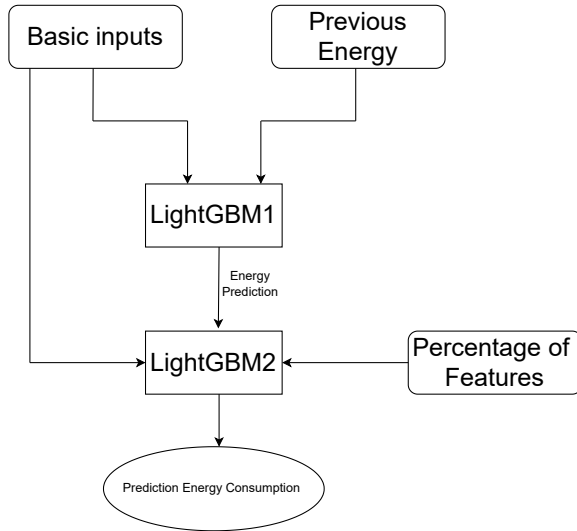 Basic inputs
Previous
Energy
LightGBM1
Energy
Prediction
LightGBM2
Percentage of
Features
Prediction Energy Consumption